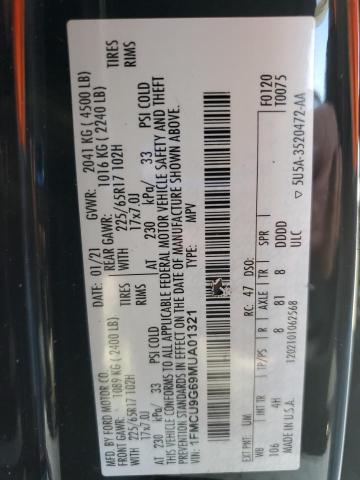 MFD. BY FORD MOTOR CO.
DATE: 01/21 GVWR: 2041 KG ( 4500 LB)
FRONT GAWR: 1089 KG (2400 LB) REAR GAWR: 1016 KG ( 2240 LB)
225/65R17 102H WITH 225/65R17 102H TIRES
17x7.0J 17x7.0J RIMS
AT 230 kPa/ 33 PSI COLD AT 230 kPa/ 33 PSI COLD
THIS VEHICLE CONFORMS TO ALL APPLICABLE FEDERAL MOTOR VEHICLE SAFETY
AND THEFT PREVENTION STANDARDS IN EFFECT ON THE DATE OF MANUFACTURE SHOWN ABOVE.
VIN: 1FMCU9G69MUA01321
TYPE: MPV
F0120
T0075
EXT PNT: UM RC: 47 DSO:
WB INT TR TP/PS R AXLE TR SPR
106 4H 8 81 8 DDDD
MADE IN U.S.A. ULC
1202101062568
▽ 5U5A-3520472-AA
TIRES
RIMS